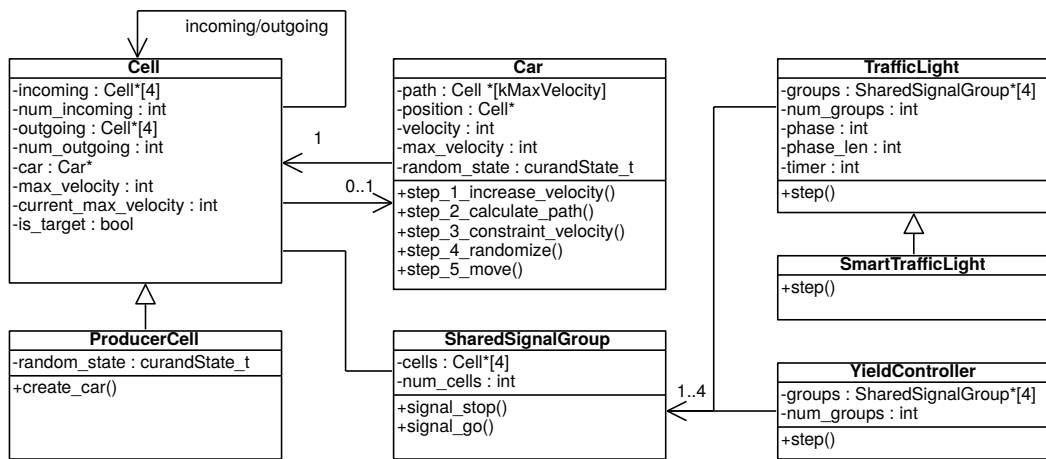 incoming/outgoing
Cell
-incoming : Cell*[4]
-num_incoming : int
-outgoing : Cell*[4]
-num_outgoing : int
-car : Car*
-max_velocity : int
-current_max_velocity : int
-is_target : bool
1
0..1
Car
-path : Cell *[kMaxVelocity]
-position : Cell*
-velocity : int
-max_velocity : int
-random_state : curandState_t
+step_1_increase_velocity()
+step_2_calculate_path()
+step_3_constraint_velocity()
+step_4_randomize()
+step_5_move()
TrafficLight
-groups : SharedSignalGroup*[4]
-num_groups : int
-phase : int
-phase_len : int
-timer : int
+step()
SmartTrafficLight
+step()
ProducerCell
-random_state : curandState_t
+create_car()
SharedSignalGroup
-cells : Cell*[4]
-num_cells : int
+signal_stop()
+signal_go()
1..4
YieldController
-groups : SharedSignalGroup*[4]
-num_groups : int
+step()